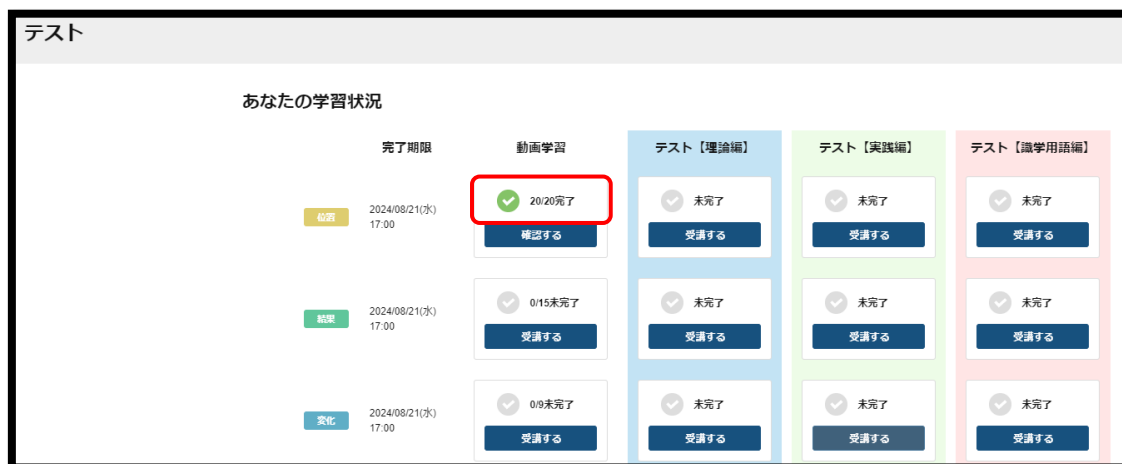 テスト
あなたの学習状況
完了期限 動画学習 テスト【理論編】 テスト【実践編】 テスト【識学用語編】
位置 2024/08/21(水) 17:00 20/20完了 未完了 未完了 未完了
確認する 受講する 受講する 受講する
結果 2024/08/21(水) 17:00 0/15未完了 未完了 未完了 未完了
受講する 受講する 受講する 受講する
変化 2024/08/21(水) 17:00 0/9未完了 未完了 未完了 未完了
受講する 受講する 受講する 受講する